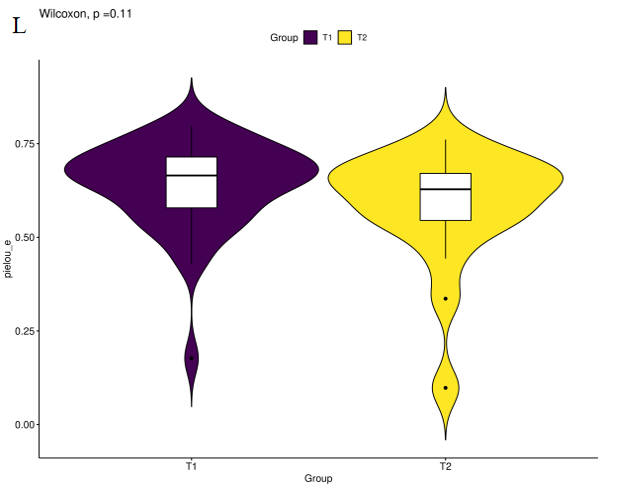 L
Wilcoxon, p =0.11
Group T1 T2
pielou_e
0.75
0.50
0.25
0.00
T1 T2
Group